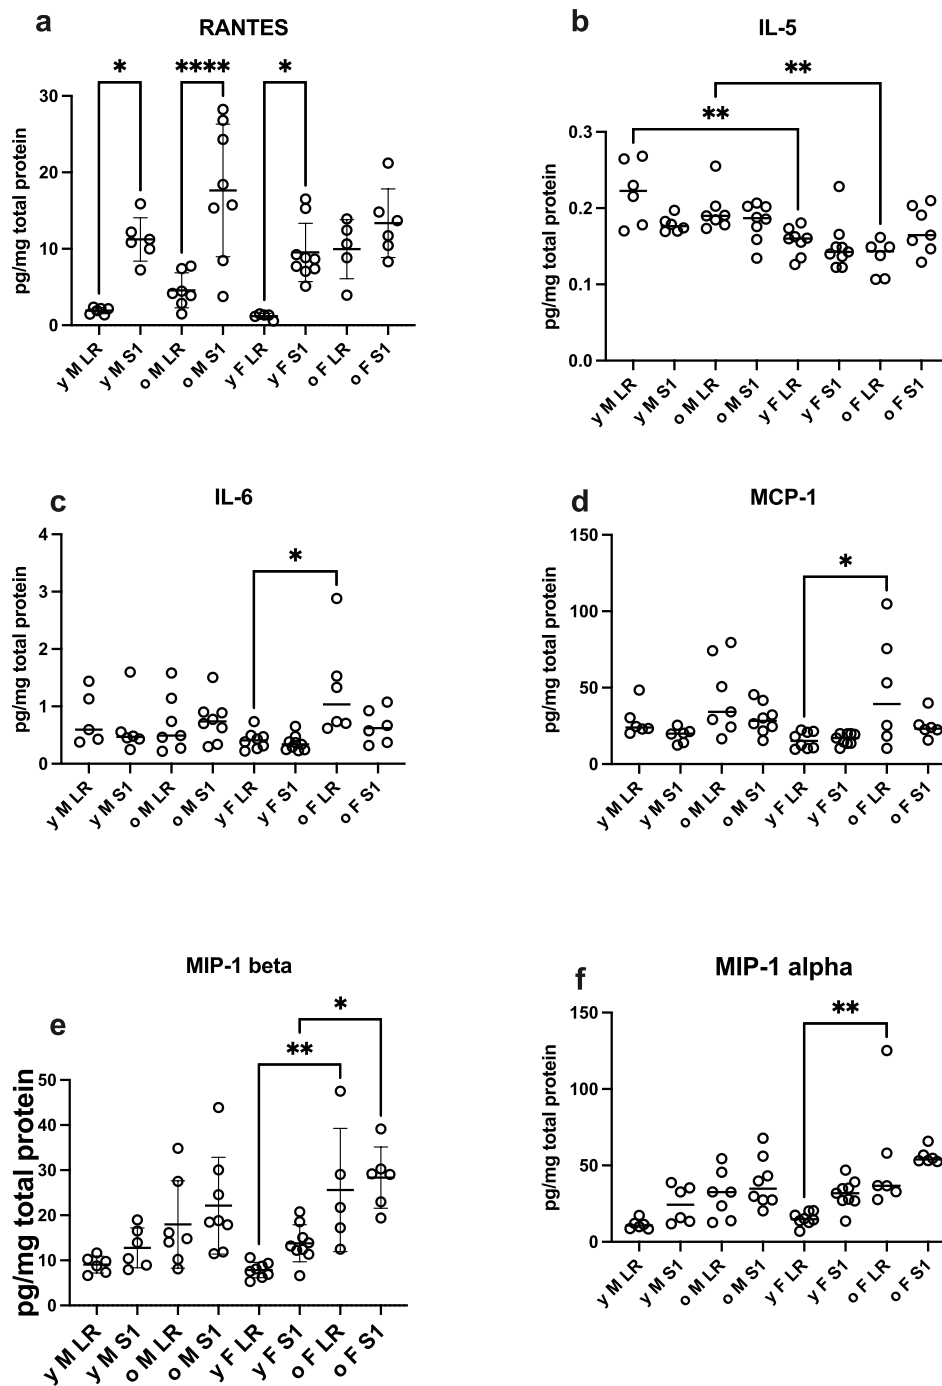 a
RANTES
*
****
*
pg/mg total protein
30
20
10
0
y M LR
y M S1
o M LR
o M S1
y F LR
y F S1
o F LR
o F S1
b
IL-5
**
**
pg/mg total protein
0.3
0.2
0.1
0.0
y M LR
y M S1
o M LR
o M S1
y F LR
y F S1
o F LR
o F S1
c
IL-6
*
pg/mg total protein
4
3
2
1
0
y M LR
y M S1
o M LR
o M S1
y F LR
y F S1
o F LR
o F S1
d
MCP-1
*
pg/mg total protein
150
100
50
0
y M LR
y M S1
o M LR
o M S1
y F LR
y F S1
o F LR
o F S1
MIP-1 beta
e
*
**
pg/mg total protein
50
40
30
20
10
0
y M LR
y M S1
o M LR
o M S1
y F LR
y F S1
o F LR
o F S1
f
MIP-1 alpha
**
pg/mg total protein
150
100
50
0
y M LR
y M S1
o M LR
o M S1
y F LR
y F S1
o F LR
o F S1